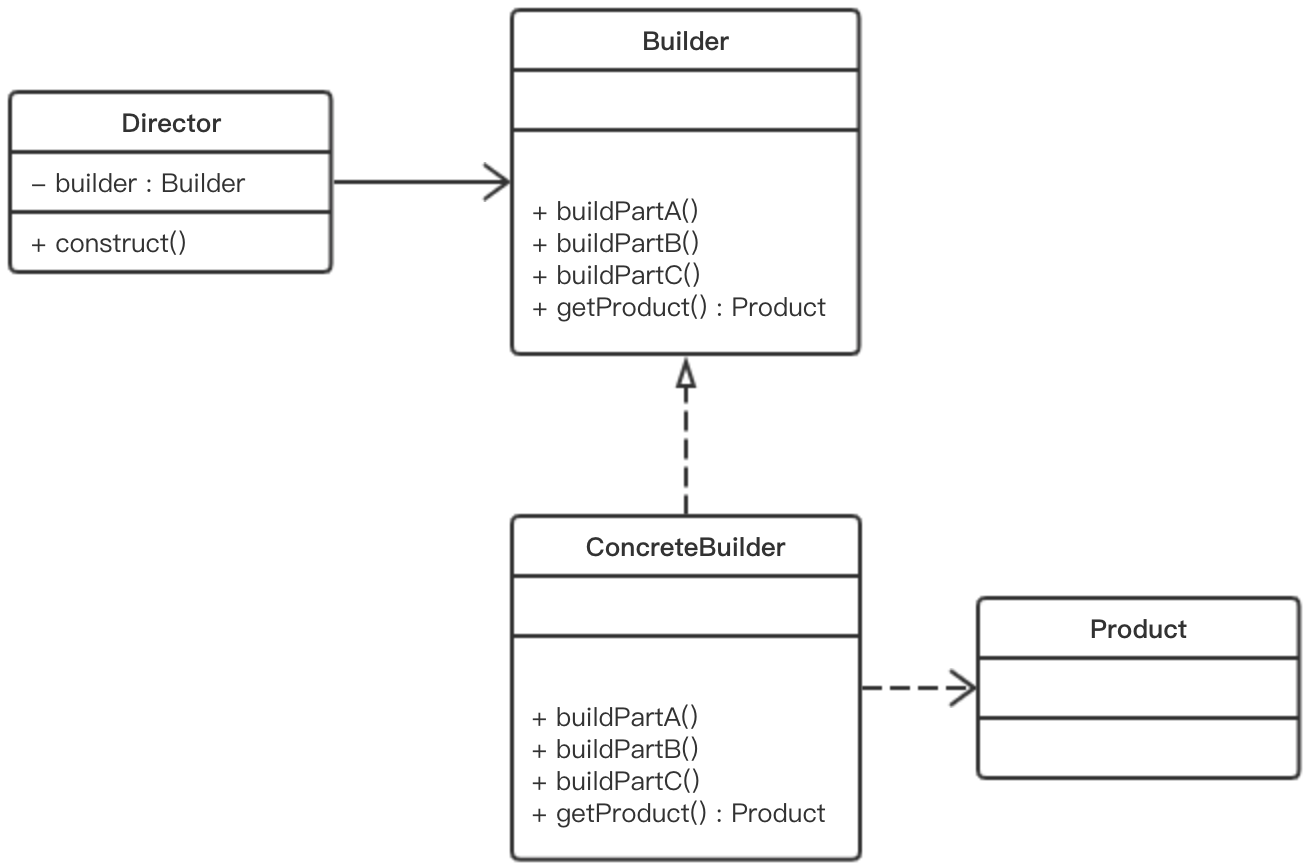 Builder
+ buildPartA()
+ buildPartB()
+ buildPartC()
+ getProduct() : Product
Director
– builder : Builder
+ construct()
ConcreteBuilder
+ buildPartA()
+ buildPartB()
+ buildPartC()
+ getProduct() : Product
Product